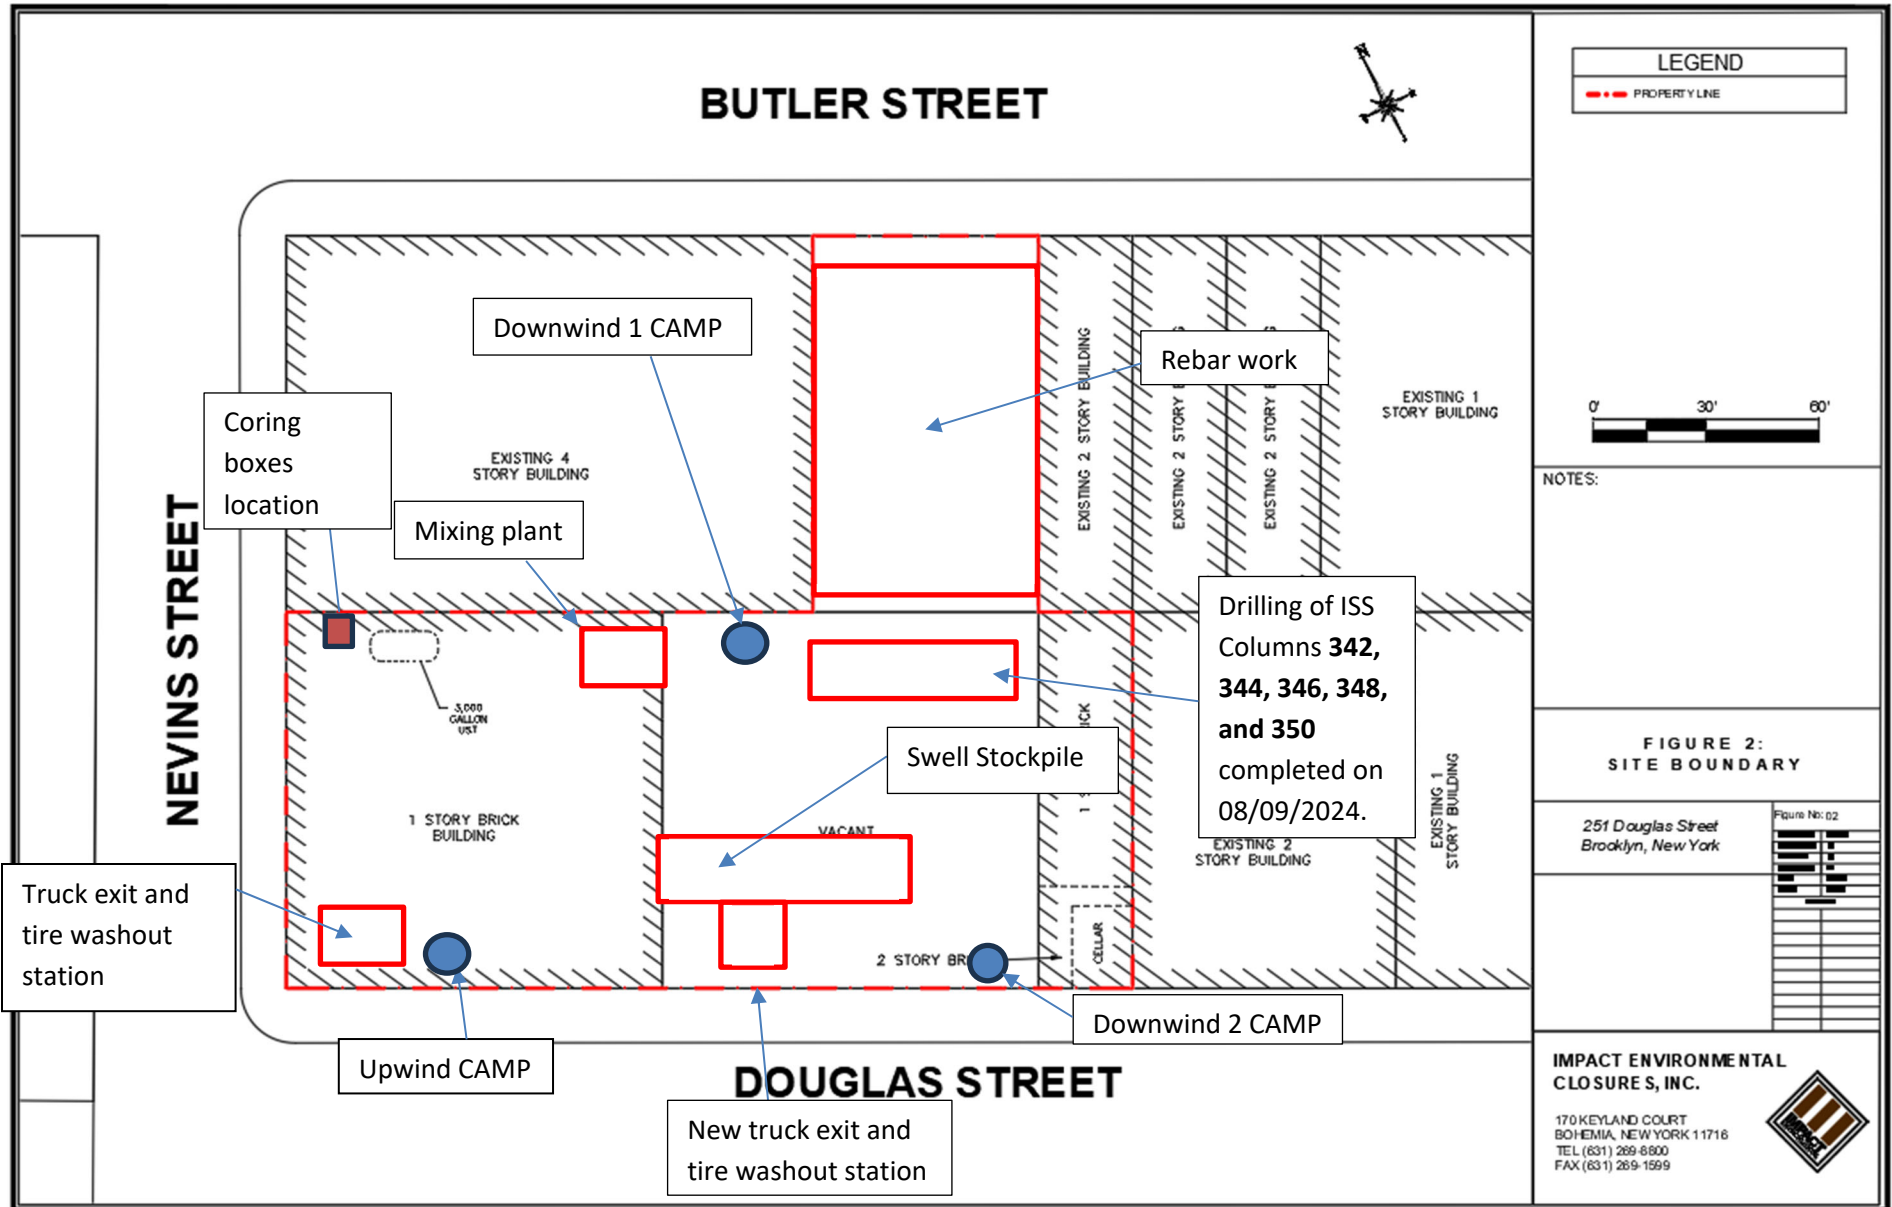 BUTLER STREET
N
LEGEND
PROPERTY LINE
Downwind 1 CAMP
Rebar work
Coring
boxes
location
EXISTING 4
STORY BUILDING
Mixing plant
EXISTING 2 STORY BUILDING
EXISTING 2 STORY
EXISTING 2 STORY
EXISTING 1
STORY BUILDING
0' 30' 60'
NOTES:
NEVINS STREET
3,000
GALLON
UST
Drilling of ISS
Columns 342,
344, 346, 348,
and 350
completed on
08/09/2024.
Swell Stockpile
1 STORY BRICK
BUILDING
VACANT
1
ICK
EXISTING 2
STORY BUILDING
EXISTING 1
STORY BUILDING
Truck exit and
tire washout
station
2 STORY BR
CELLAR
Downwind 2 CAMP
Upwind CAMP
DOUGLAS STREET
New truck exit and
tire washout station
FIGURE 2:
SITE BOUNDARY
251 Douglas Street
Brooklyn, New York
Figure No: 02
IMPACT ENVIRONMENTAL
CLOSURES, INC.
170 KEYLAND COURT
BOHEMIA, NEW YORK 11716
TEL (631) 269-8800
FAX (631) 269-1599
IMPACT